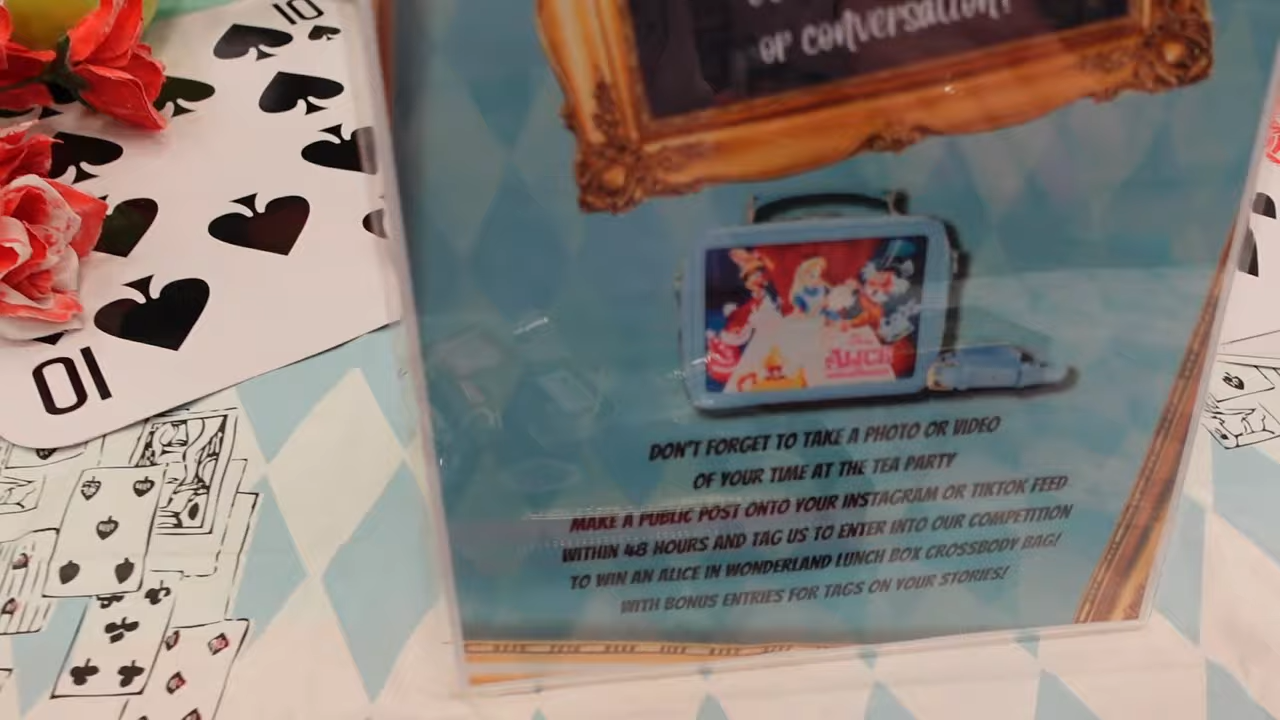 10
or conversation?
ALICE
DON'T FORGET TO TAKE A PHOTO OR VIDEO
OF YOUR TIME AT THE TEA PARTY
MAKE A PUBLIC POST ONTO YOUR INSTAGRAM OR TIKTOK FEED
WITHIN 48 HOURS AND TAG US TO ENTER INTO OUR COMPETITION
TO WIN AN ALICE IN WONDERLAND LUNCH BOX CROSSBODY BAG!
WITH BONUS ENTRIES FOR TAGS ON YOUR STORIES!
10